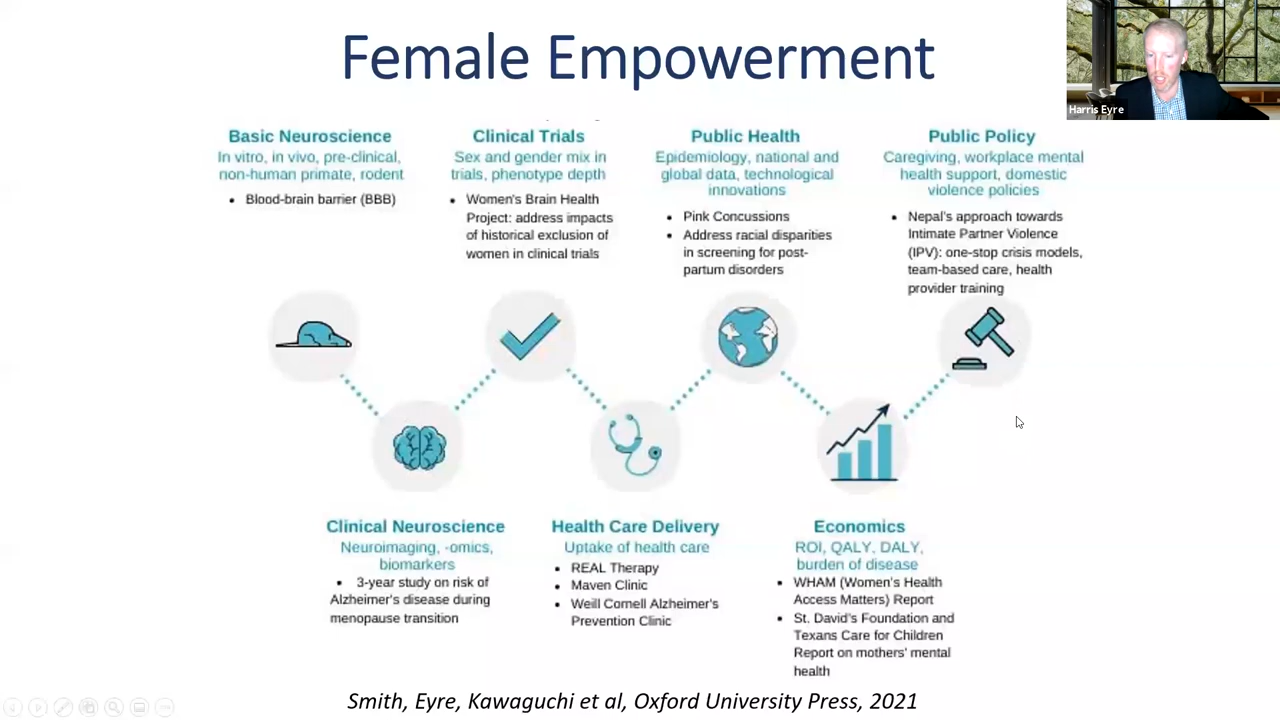 Female Empowerment
Harris Eyre
Basic Neuroscience
In vitro, in vivo, pre-clinical,
non-human primate, rodent
• Blood-brain barrier (BBB)
Clinical Trials
Sex and gender mix in
trials, phenotype depth
• Women's Brain Health
Project: address impacts
of historical exclusion of
women in clinical trials
Public Health
Epidemiology, national and
global data, technological
innovations
• Pink Concussions
• Address racial disparities
in screening for post-
partum disorders
Public Policy
Caregiving, workplace mental
health support, domestic
violence policies
• Nepal's approach towards
Intimate Partner Violence
(IPV): one-stop crisis models,
team-based care, health
provider training
Clinical Neuroscience
Neuroimaging, -omics,
biomarkers
• 3-year study on risk of
Alzheimer's disease during
menopause transition
Health Care Delivery
Uptake of health care
• REAL Therapy
• Maven Clinic
• Weill Cornell Alzheimer's
Prevention Clinic
Economics
ROI, QALY, DALY,
burden of disease
• WHAM (Women's Health
Access Matters) Report
• St. David's Foundation and
Texans Care for Children
Report on mothers' mental
health
Smith, Eyre, Kawaguchi et al, Oxford University Press, 2021